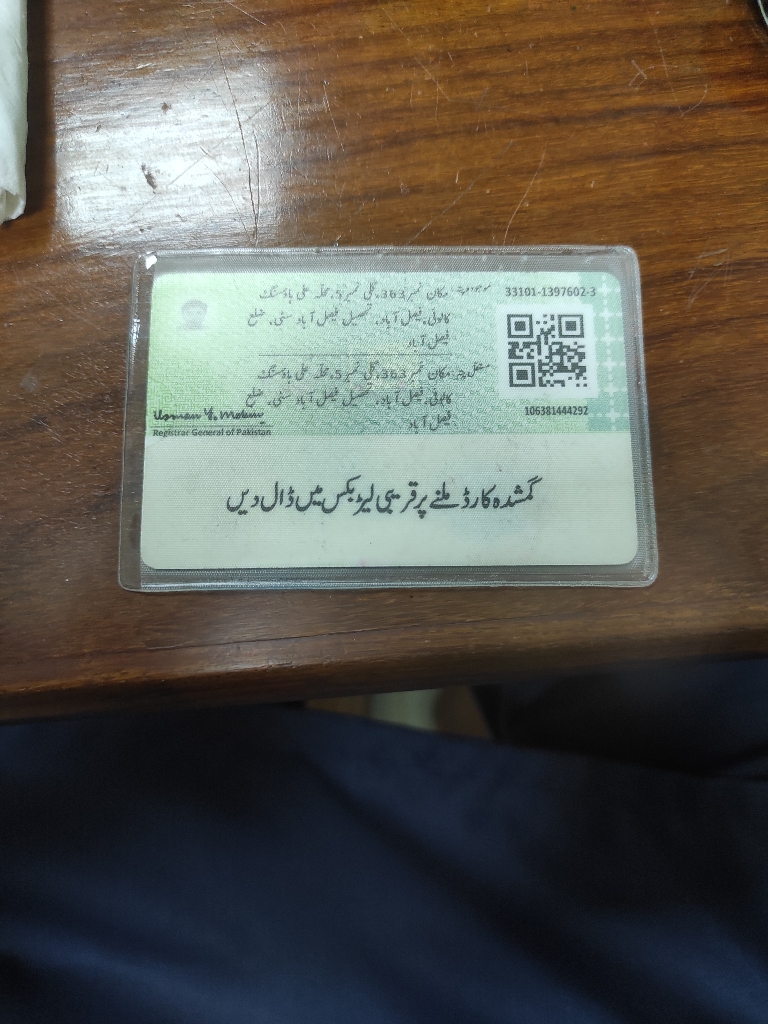 33101-1397602-3
موجودہ پتہ: مکان نمبر 363، گلی نمبر 5، محلہ علی ہاؤسنگ
کالونی، فیصل آباد، تحصیل فیصل آباد سٹی، ضلع
فیصل آباد
مستقل پتہ: مکان نمبر 363، گلی نمبر 5، محلہ علی ہاؤسنگ
کالونی، فیصل آباد، تحصیل فیصل آباد سٹی، ضلع
فیصل آباد
106381444292
Registrar General of Pakistan
گمشدہ کارڈ ملنے پر قریبی لیٹر بکس میں ڈال دیں